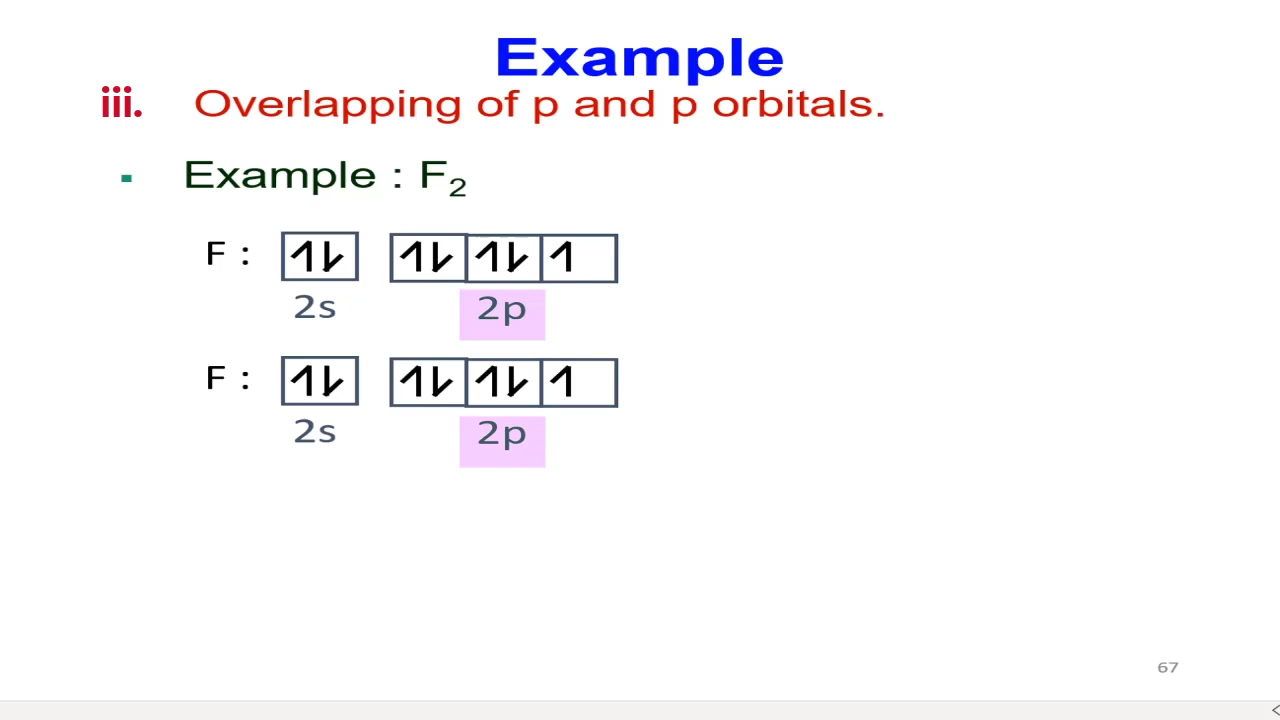 Example
iii. Overlapping of p and p orbitals.
▪ Example : F₂
F : ↿⇂ ↿⇂ ↿⇂ ↿
2s 2p
F : ↿⇂ ↿⇂ ↿⇂ ↿
2s 2p
67